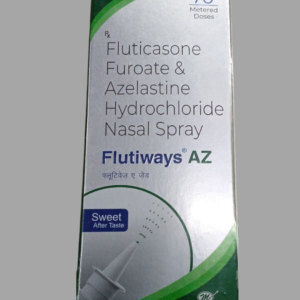 70
Metered
Doses
Rx
Fluticasone
Furoate &
Azelastine
Hydrochloride
Nasal Spray
Flutiways® AZ
फ्लूटिवेज़ ए जेड
Sweet
After Taste